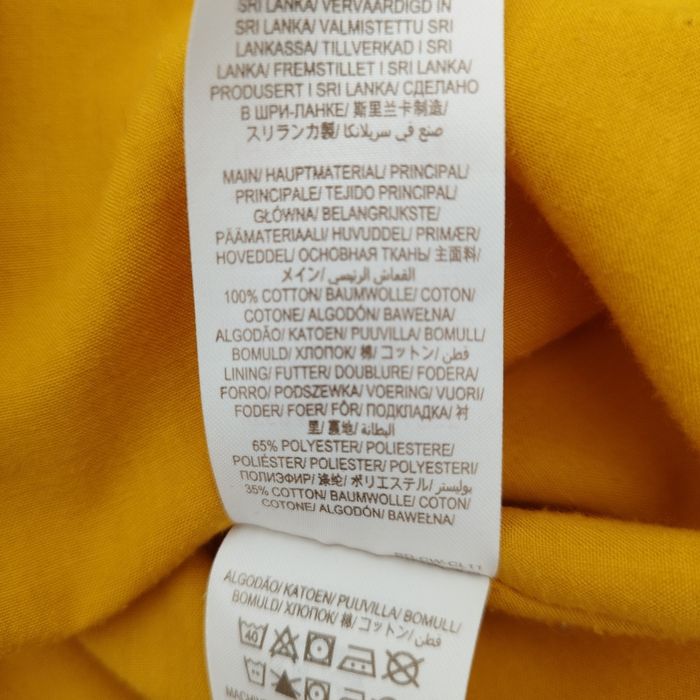 SRI LANKA/ VERVAARDIGD IN
SRI LANKA/ VALMISTETTU SRI
LANKASSA/ TILLVERKAD I SRI
LANKA/ FREMSTILLET I SRI LANKA/
PRODUSERT I SRI LANKA/ СДЕЛАНО
В ШРИ-ЛАНКЕ/ 斯里兰卡制造/
スリランカ製/ صنع في سريلانكا
MAIN/ HAUPTMATERIAL/ PRINCIPAL/
PRINCIPALE/ TEJIDO PRINCIPAL/
GŁÓWNA/ BELANGRIJKSTE/
PÄÄMATERIAALI/ HUVUDDEL/ PRIMÆR/
HOVEDDEL/ ОСНОВНАЯ ТКАНЬ/ 主面料/
メイン/ القماش الرئيسي/
100% COTTON/ BAUMWOLLE/ COTON/
COTONE/ ALGODÓN/ BAWEŁNA/
ALGODÃO/ KATOEN/ PUUVILLA/ BOMULL/
BOMULD/ ХЛОПОК/ 棉/ コットン/ قطن/
LINING/ FUTTER/ DOUBLURE/ FODERA/
FORRO/ PODSZEWKA/ VOERING/ VUORI/
FODER/ FOER/ FÔR/ ПОДКЛАДКА/ 衬
里/ 裏地/ البطانة/
65% POLYESTER/ POLIESTERE/
POLIÉSTER/ POLIESTER/ POLYESTERI/
ПОЛИЭФИР/ 涤纶/ ポリエステル/ بوليستر/
35% COTTON/ BAUMWOLLE/ COTON/
COTONE/ ALGODÓN/ BAWEŁNA/
ALGODÃO/ KATOEN/ PUUVILLA/ BOMULL/
BOMULD/ ХЛОПОК/ 棉/ コットン/ قطن/
40